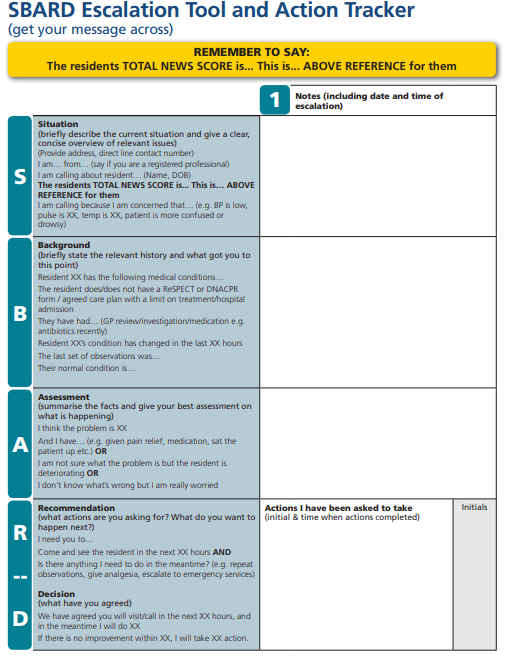 SBARD Escalation Tool and Action Tracker
(get your message across)
REMEMBER TO SAY:
The residents TOTAL NEWS SCORE is... This is... ABOVE REFERENCE for them
1
Notes (including date and time of
escalation)
S
Situation
(briefly describe the current situation and give a clear,
concise overview of relevant issues)
(Provide address, direct line contact number)
I am... from... (say if you are a registered professional)
I am calling about resident... (Name, DOB)
The residents TOTAL NEWS SCORE is... This is... ABOVE
REFERENCE for them
I am calling because I am concerned that... (e.g. BP is low,
pulse is XX, temp is XX, patient is more confused or
drowsy)
B
Background
(briefly state the relevant history and what got you to
this point)
Resident XX has the following medical conditions...
The resident does/does not have a ReSPECT or DNACPR
form / agreed care plan with a limit on treatment/hospital
admission
They have had... (GP review/investigation/medication e.g.
antibiotics recently)
Resident XX's condition has changed in the last XX hours
The last set of observations was...
Their normal condition is...
A
Assessment
(summarise the facts and give your best assessment on
what is happening)
I think the problem is XX
And I have... (e.g. given pain relief, medication, sat the
patient up etc.) OR
I am not sure what the problem is but the resident is
deteriorating OR
I don't know what's wrong but I am really worried
R
--
D
Recommendation
(what actions are you asking for? What do you want to
happen next?)
I need you to...
Come and see the resident in the next XX hours AND
Is there anything I need to do in the meantime? (e.g. repeat
observations, give analgesia, escalate to emergency services)
Decision
(what have you agreed)
We have agreed you will visit/call in the next XX hours, and
in the meantime I will do XX
If there is no improvement within XX, I will take XX action.
Actions I have been asked to take
(initial & time when actions completed)
Initials